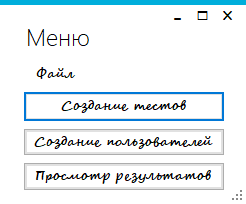 Меню
Файл
Создание тестов
Создание пользователей
Просмотр результатов